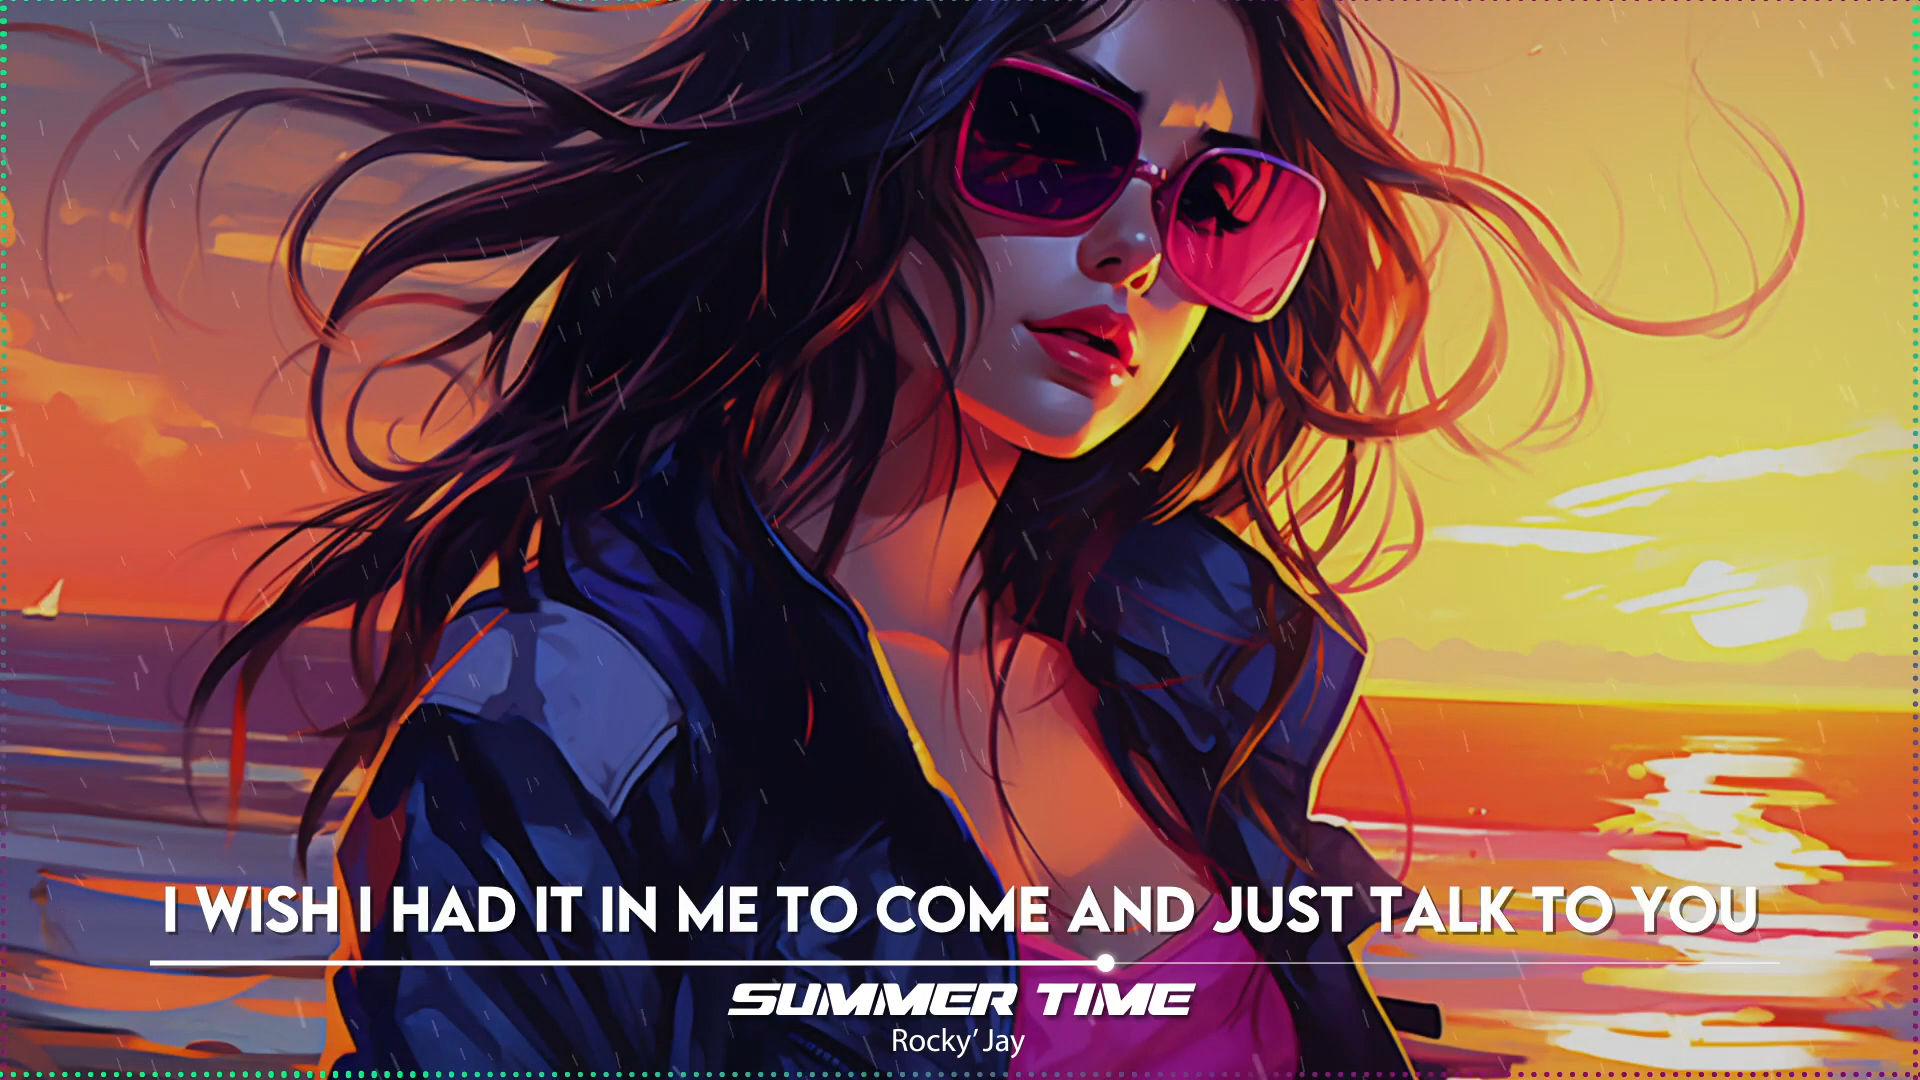 I WISH I HAD IT IN ME TO COME AND JUST TALK TO YOU
SUMMER TIME
Rocky' Jay